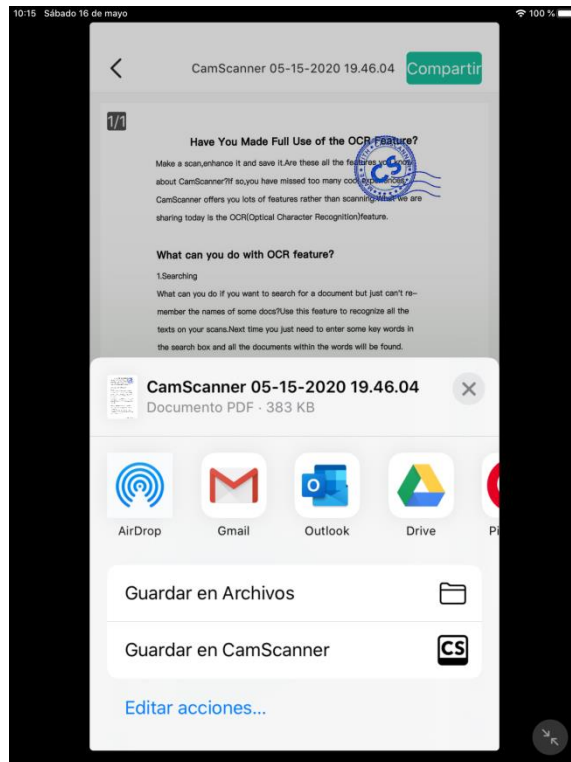 10:15 Sábado 16 de mayo
100 %
CamScanner 05-15-2020 19.46.04
Compartir
1/1
Have You Made Full Use of the OCR Feature?
Make a scan,enhance it and save it.Are these all the features you know
about CamScanner?If so,you have missed too many cool experiences.
CamScanner offers you lots of features rather than scanning.What we are
sharing today is the OCR(Optical Character Recognition)feature.
What can you do with OCR feature?
1.Searching
What can you do if you want to search for a document but just can't re-
member the names of some docs?Use this feature to recognize all the
texts on your scans.Next time you just need to enter some key words in
the search box and all the documents within the words will be found.
CS
CamScanner 05-15-2020 19.46.04
Documento PDF · 383 KB
AirDrop
Gmail
Outlook
Drive
Pi
Guardar en Archivos
Guardar en CamScanner
CS
Editar acciones...